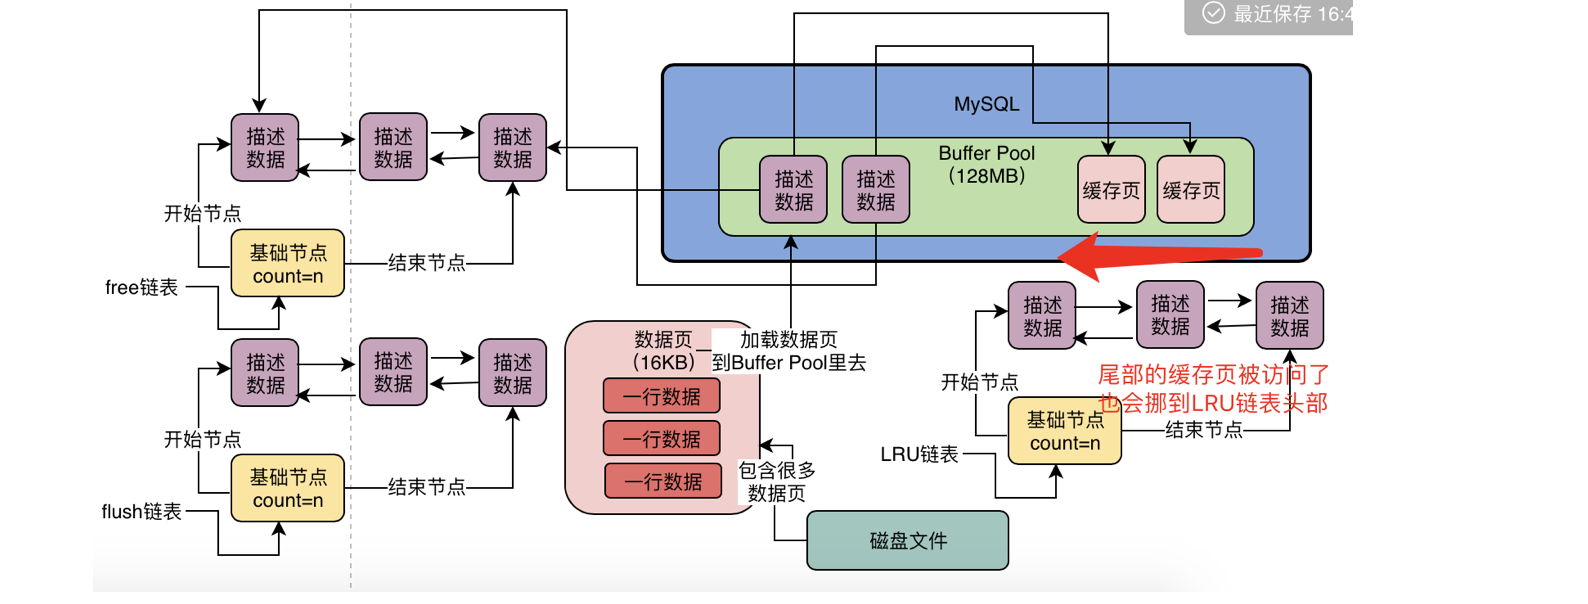 最近保存 16:4
MySQL
Buffer Pool
（128MB）
描述
数据
描述
数据
缓存页
缓存页
描述
数据
描述
数据
描述
数据
开始节点
基础节点
count=n
结束节点
free链表
描述
数据
描述
数据
描述
数据
开始节点
基础节点
count=n
结束节点
flush链表
数据页
（16KB）
一行数据
一行数据
一行数据
加载数据页
到Buffer Pool里去
包含很多
数据页
磁盘文件
描述
数据
描述
数据
描述
数据
尾部的缓存页被访问了
也会挪到LRU链表头部
开始节点
基础节点
count=n
结束节点
LRU链表